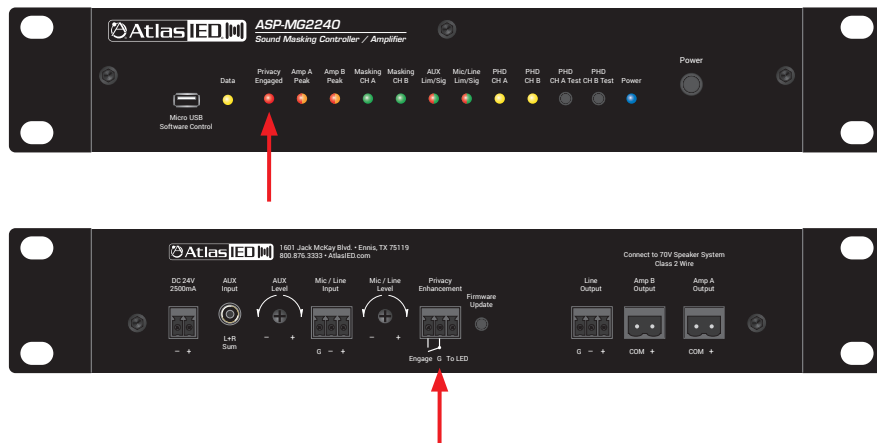 AtlasIED
ASP-MG2240
Sound Masking Controller / Amplifier
Power
Data
Privacy
Engaged
Amp A
Peak
Amp B
Peak
Masking
CH A
Masking
CH B
AUX
Lim/Sig
Mic/Line
Lim/Sig
PHD
CH A
PHD
CH B
PHD
CH A Test
PHD
CH B Test
Power
Micro USB
Software Control
AtlasIED
1601 Jack McKay Blvd. • Ennis, TX 75119
800.876.3333 • AtlasIED.com
Connect to 70V Speaker System
Class 2 Wire
DC 24V
2500mA
AUX
Input
AUX
Level
Mic / Line
Input
Mic / Line
Level
Privacy
Enhancement
Firmware
Update
Line
Output
Amp B
Output
Amp A
Output
– +
L+R
Sum
– +
G – +
– +
Engage G To LED
G – +
COM +
COM +